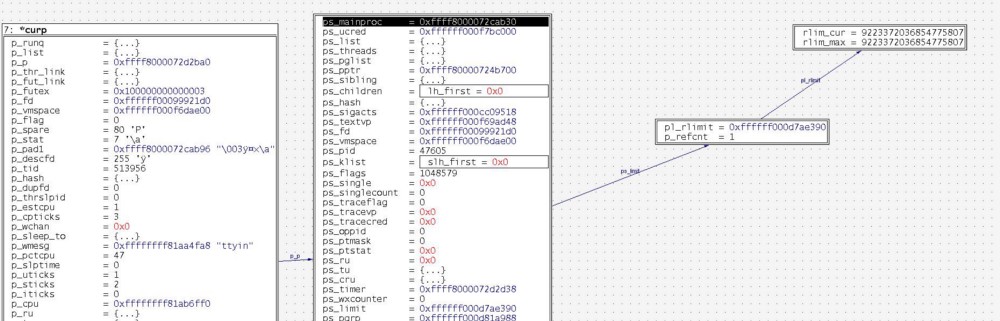 7: *curp
p_runq = {...}
p_list = {...}
p_p = 0xffff8000072d2ba0
p_thr_link = {...}
p_fut_link = {...}
p_futex = 0x100000000000003
p_fd = 0xffffff00099921d0
p_vmspace = 0xffffff000f6dae00
p_flag = 0
p_spare = 80 'P'
p_stat = 7 '\a'
p_pad1 = 0xffff8000072cab96 "\003y¤×\a"
p_descfd = 255 'ÿ'
p_tid = 513956
p_hash = {...}
p_dupfd = 0
p_thrslpid = 0
p_estcpu = 1
p_cpticks = 3
p_wchan = 0x0
p_sleep_to = {...}
p_wmesg = 0xffffffff81aa4fa8 "ttyin"
p_pctcpu = 47
p_slptime = 0
p_uticks = 1
p_sticks = 2
p_iticks = 0
p_cpu = 0xffffffff81ab6ff0
p_p
ps_mainproc = 0xffff8000072cab30
ps_ucred = 0xffffff000f7bc000
ps_list = {...}
ps_threads = {...}
ps_pglist = {...}
ps_pptr = 0xffff80000724b700
ps_sibling = {...}
ps_children = lh_first = 0x0
ps_hash = {...}
ps_sigacts = 0xffffff000cc09518
ps_textvp = 0xffffff000f69ad48
ps_fd = 0xffffff00099921d0
ps_vmspace = 0xffffff000f6dae00
ps_pid = 47605
ps_klist = slh_first = 0x0
ps_flags = 1048579
ps_single = 0x0
ps_singlecount = 0
ps_traceflag = 0
ps_tracevp = 0x0
ps_tracecred = 0x0
ps_oppid = 0
ps_ptmask = 0
ps_ptstat = 0x0
ps_ru = 0x0
ps_tu = {...}
ps_cru = {...}
ps_timer = 0xffff8000072d2d38
ps_wxcounter = 0
ps_limit = 0xffffff000d7ae390
ps_pgrp = 0xffffff000d81a988
ps_limit
pl_rlimit = 0xffffff000d7ae390
p_refcnt = 1
pl_rlimit
rlim_cur = 9223372036854775807
rlim_max = 9223372036854775807